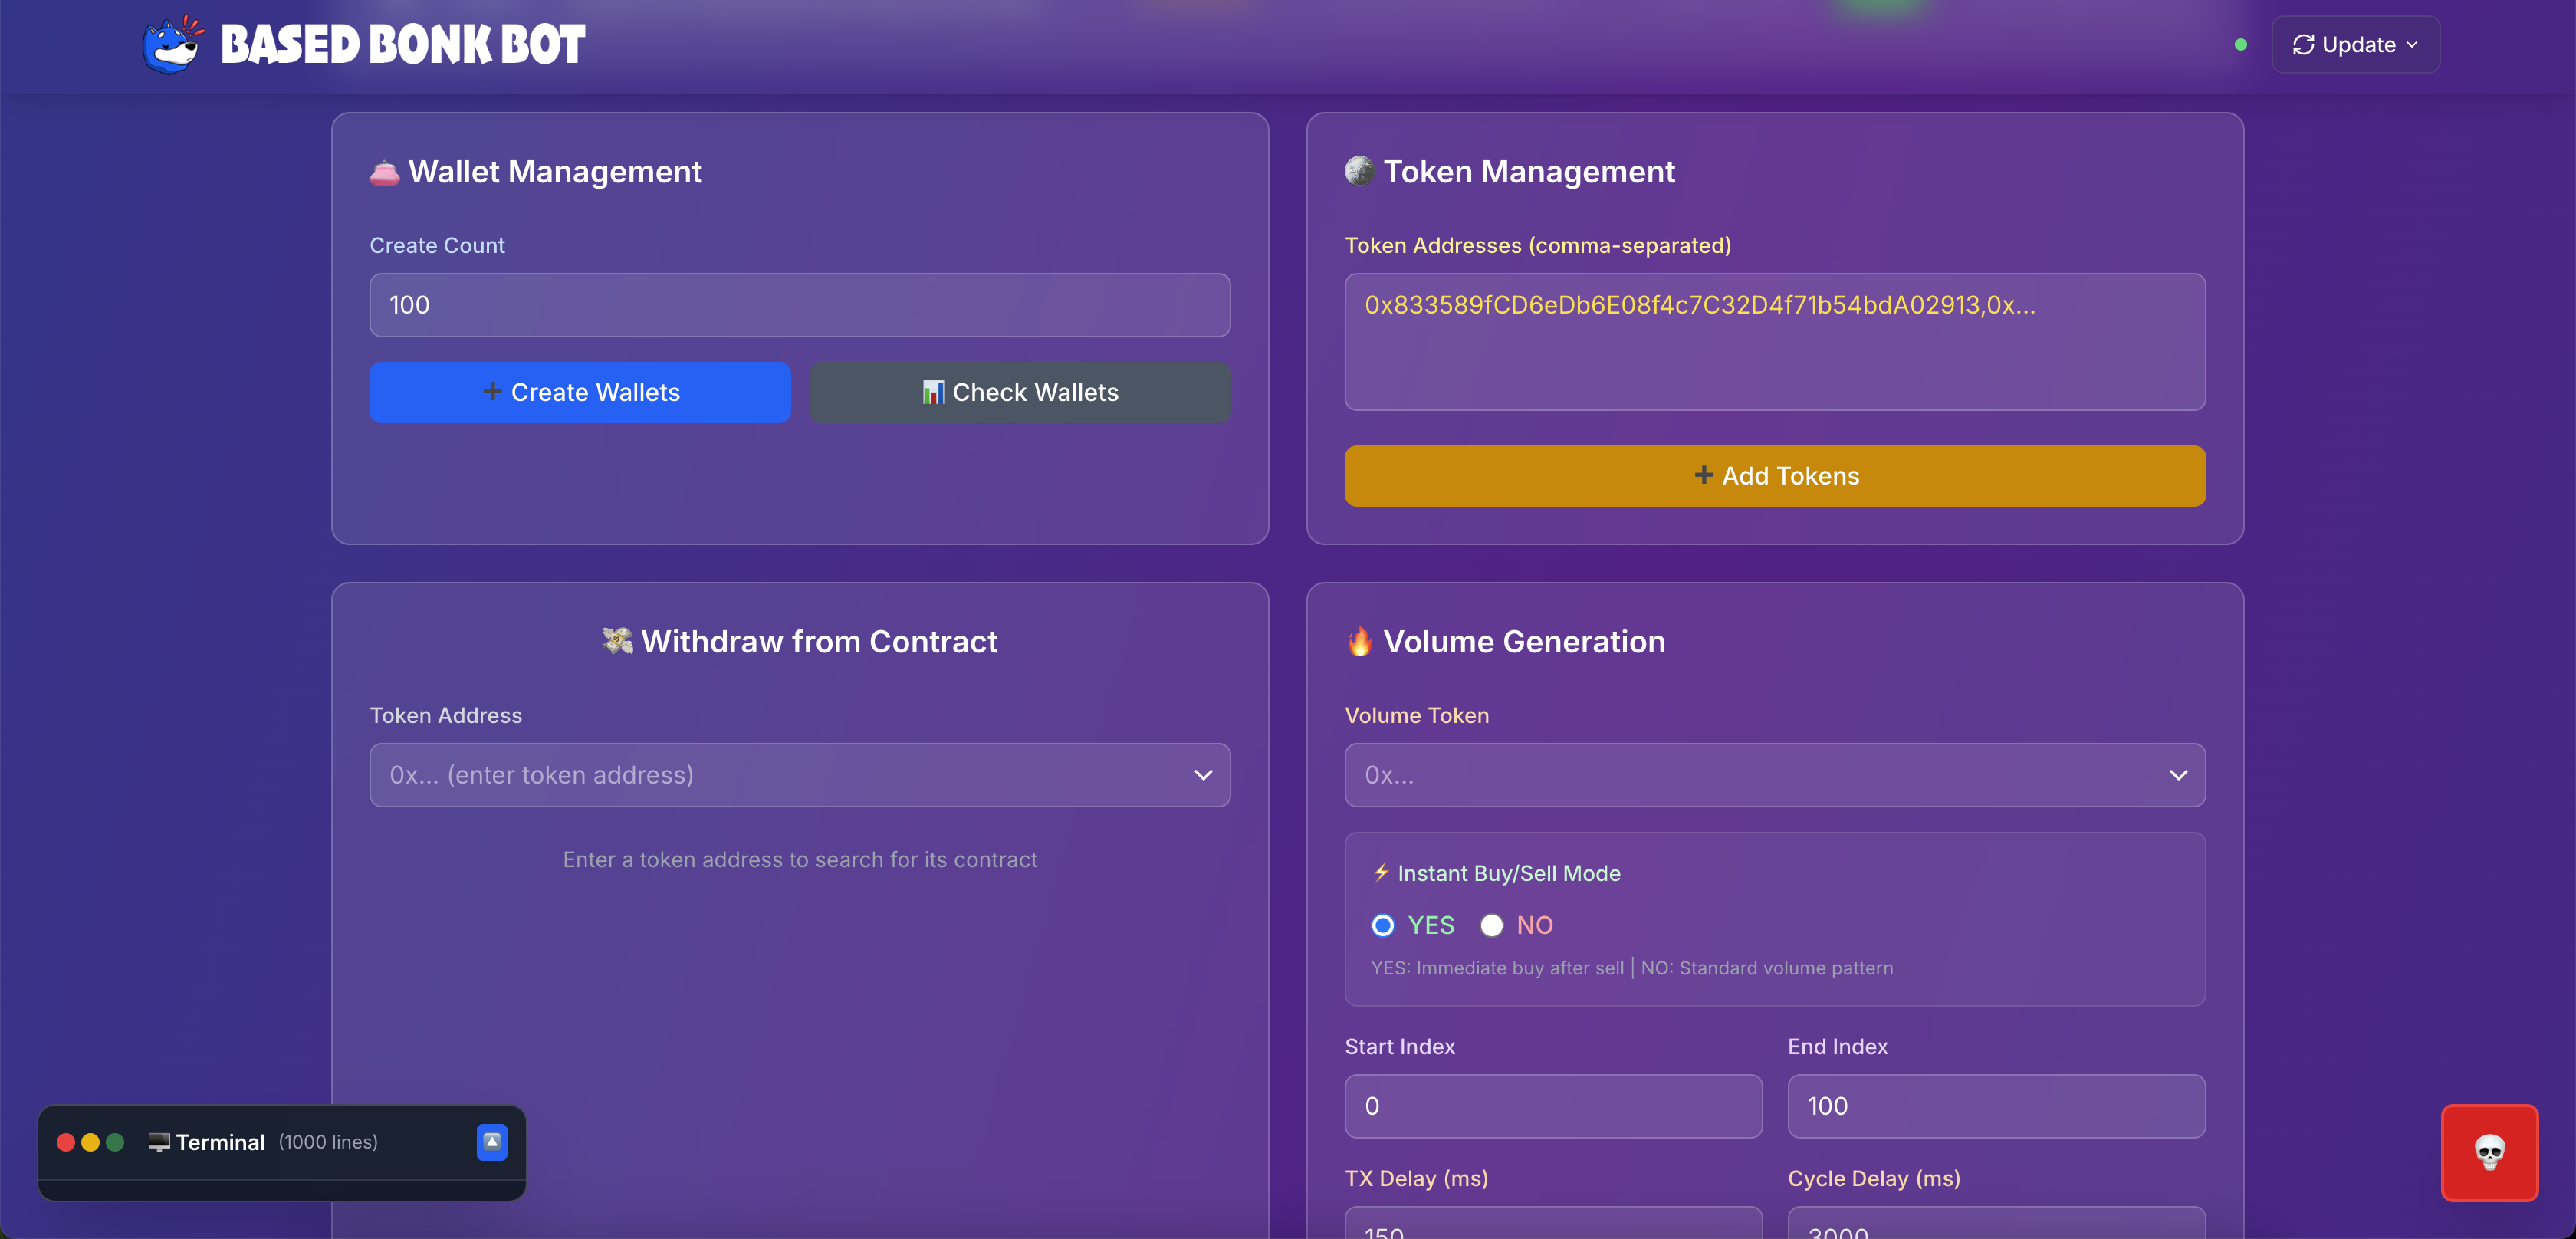 BASED BONK BOT
Update
Wallet Management
Create Count
100
Create Wallets
Check Wallets
Token Management
Token Addresses (comma-separated)
0x833589fCD6eDb6E08f4c7C32D4f71b54bdA02913,0x...
Add Tokens
Withdraw from Contract
Token Address
0x... (enter token address)
Enter a token address to search for its contract
Volume Generation
Volume Token
0x...
Instant Buy/Sell Mode
YES NO
YES: Immediate buy after sell | NO: Standard volume pattern
Start Index End Index
0 100
TX Delay (ms) Cycle Delay (ms)
150 3000
Terminal (1000 lines)